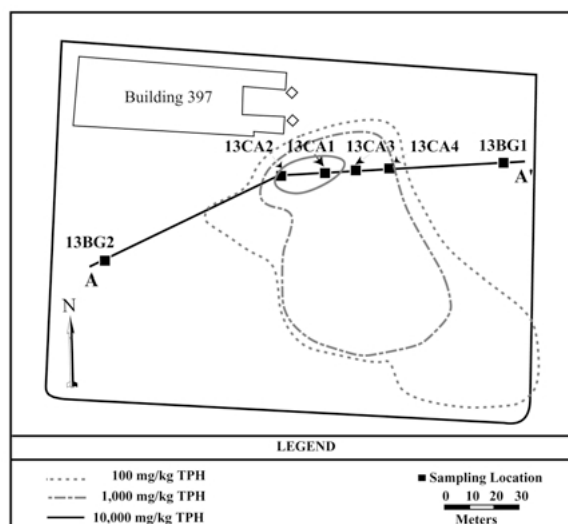 Building 397
13CA2 13CA1 13CA3 13CA4 13BG1
A'
13BG2
A
N
LEGEND
100 mg/kg TPH
1,000 mg/kg TPH
10,000 mg/kg TPH
Sampling Location
0 10 20 30
Meters